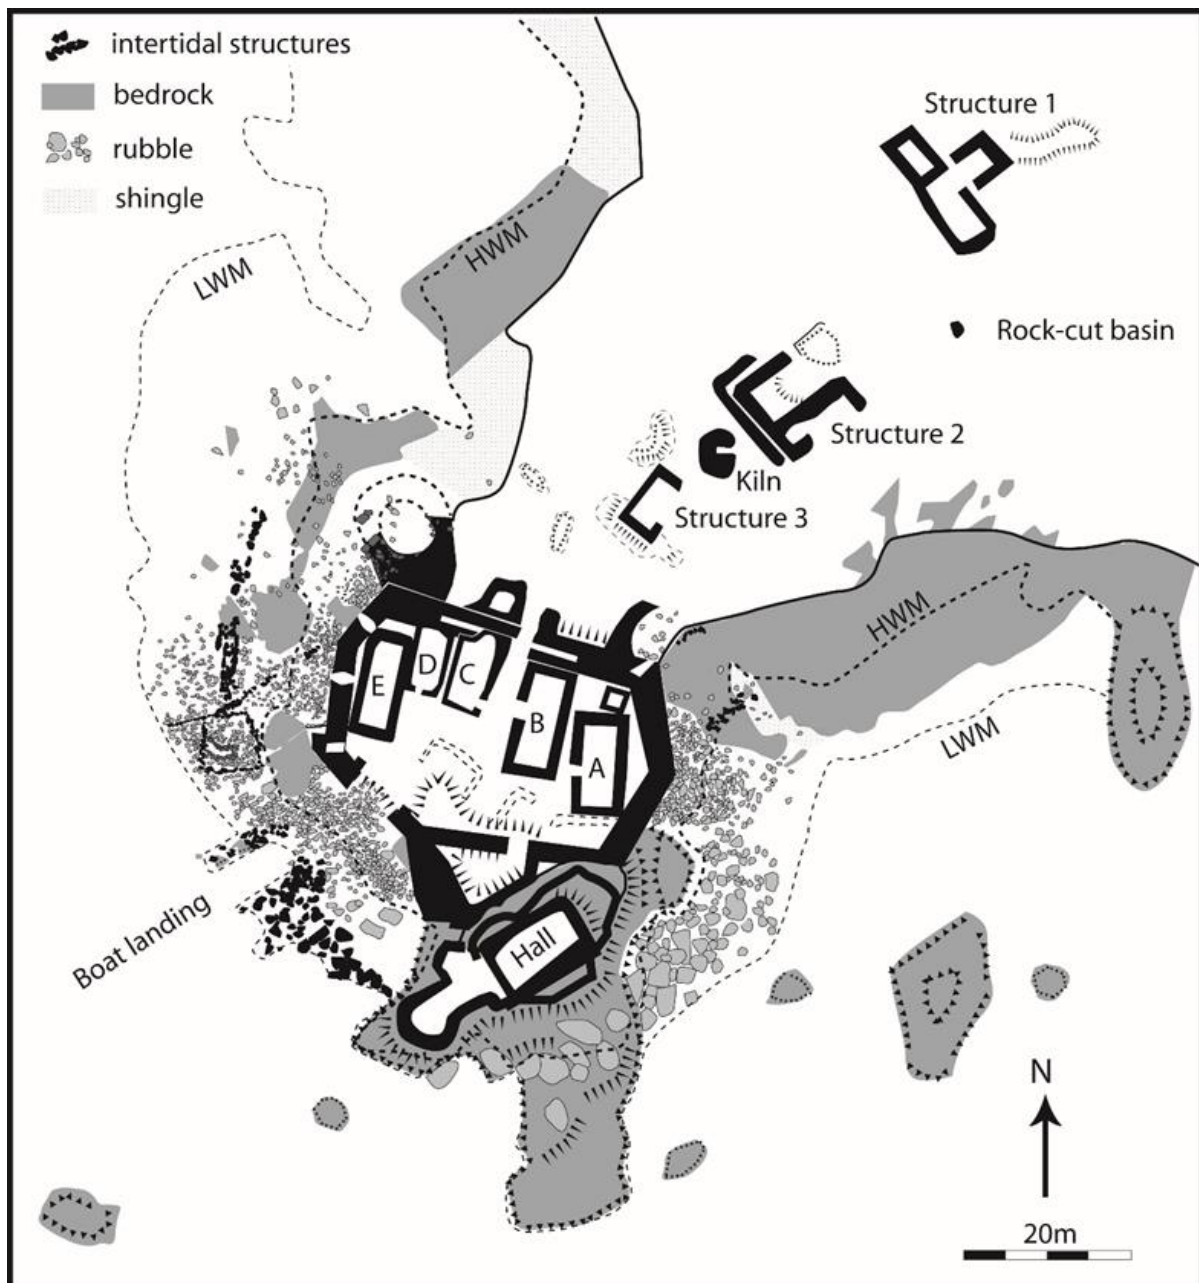 intertidal structures
bedrock
rubble
shingle
Structure 1
HWM
LWM
Rock-cut basin
Structure 2
Kiln
Structure 3
HWM
D
C
E
B
A
LWM
Boat landing
Hall
N
20m